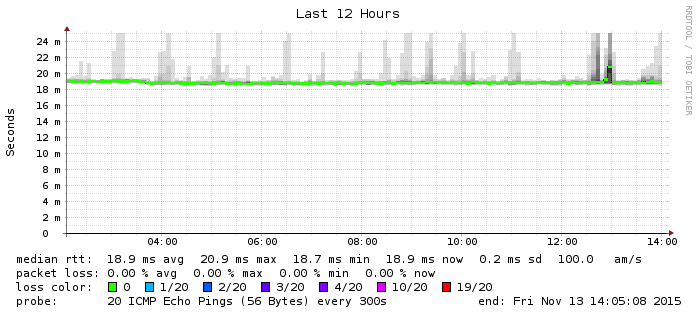 Last 12 Hours
RRDTOOL / TOBI OETIKER
Seconds
24 m
22 m
20 m
18 m
16 m
14 m
12 m
10 m
8 m
6 m
4 m
2 m
0
04:00 06:00 08:00 10:00 12:00 14:00
median rtt: 18.9 ms avg 20.9 ms max 18.7 ms min 18.9 ms now 0.2 ms sd 100.0 am/s
packet loss: 0.00 % avg 0.00 % max 0.00 % min 0.00 % now
loss color: 0 1/20 2/20 3/20 4/20 10/20 19/20
probe: 20 ICMP Echo Pings (56 Bytes) every 300s end: Fri Nov 13 14:05:08 2015